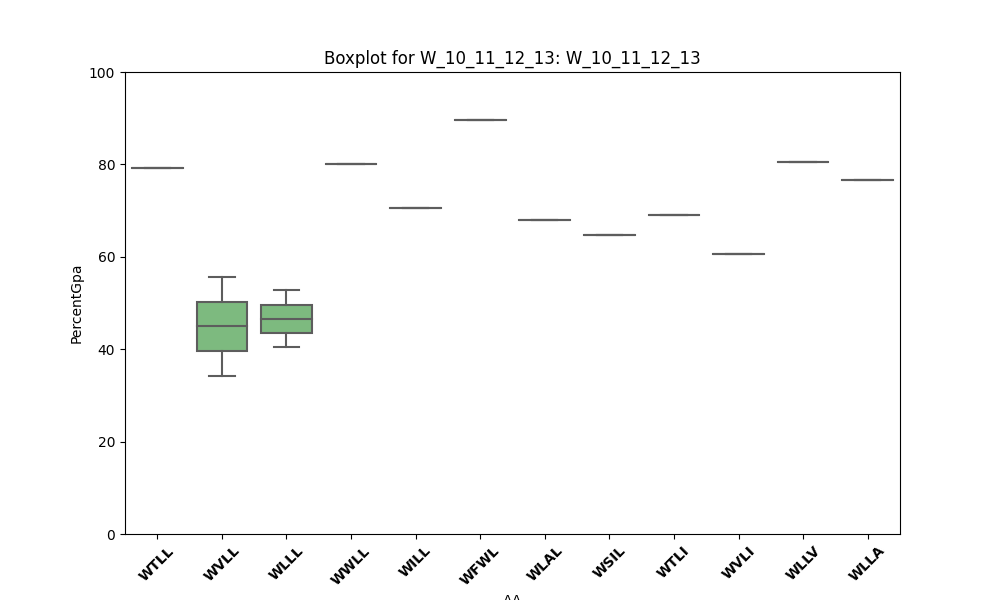 Boxplot for W_10_11_12_13: W_10_11_12_13
100
80
60
40
20
0
PercentGpa
WTLL
WVLL
WLLL
WWLL
WILL
WFWL
WLAL
WSIL
WTLI
WVLI
WLLV
WLLA
AA